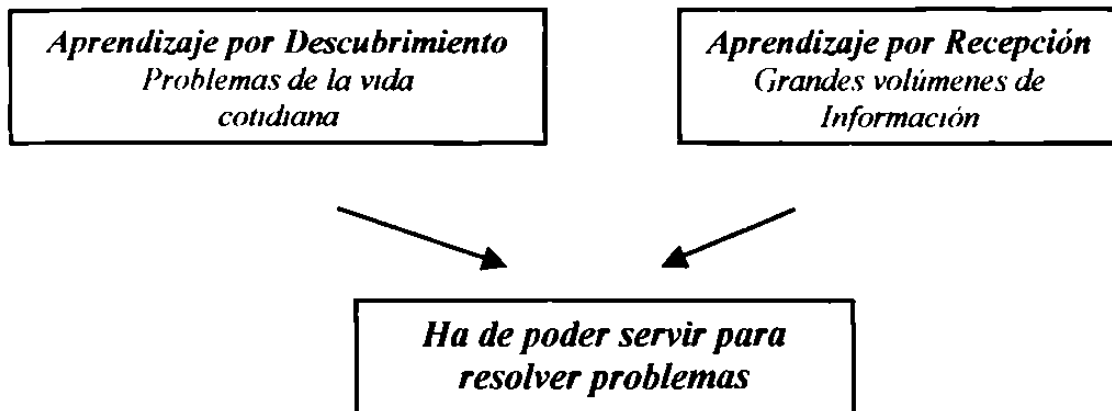 Aprendizaje por Descubrimiento
Problemas de la vida
cotidiana
Aprendizaje por Recepción
Grandes volúmenes de
Información
Ha de poder servir para
resolver problemas